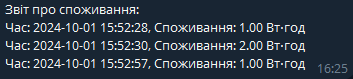 Звіт про споживання:
Час: 2024-10-01 15:52:28, Споживання: 1.00 Вт·год
Час: 2024-10-01 15:52:30, Споживання: 2.00 Вт·год
Час: 2024-10-01 15:52:57, Споживання: 1.00 Вт·год
16:25